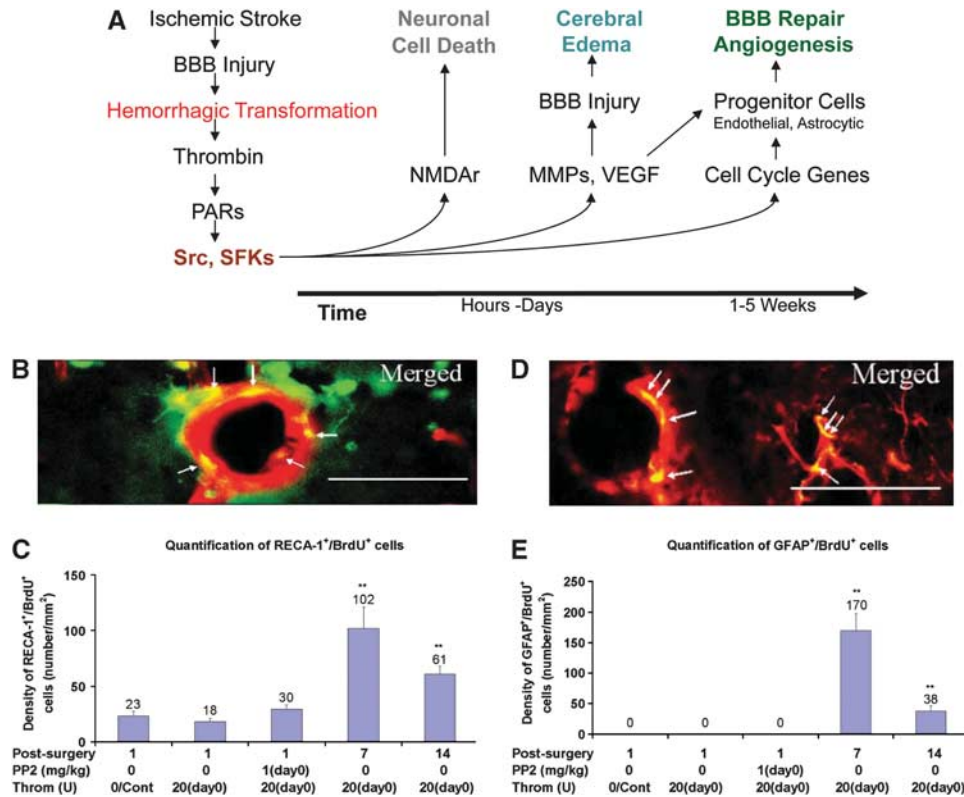 A
Ischemic Stroke
BBB Injury
Hemorrhagic Transformation
Thrombin
PARs
Src, SFKs
Neuronal
Cell Death
NMDAr
Cerebral
Edema
BBB Injury
MMPs, VEGF
BBB Repair
Angiogenesis
Progenitor Cells
Endothelial, Astrocytic
Cell Cycle Genes
Time
Hours -Days
1-5 Weeks
B
Merged
D
Merged
C
Quantification of RECA-1+/BrdU+ cells
Density of RECA-1+/BrdU+
cells (number/mm2)
150
100
50
0
23
18
30
**
102
**
61
Post-surgery 1 1 1 7 14
PP2 (mg/kg) 0 0 1(day0) 0 0
Throm (U) 0/Cont 20(day0) 20(day0) 20(day0) 20(day0)
E
Quantification of GFAP+/BrdU+ cells
Density of GFAP+/BrdU+
cells (number/mm2)
250
200
150
100
50
0
0
0
0
**
170
**
38
Post-surgery 1 1 1 7 14
PP2 (mg/kg) 0 0 1(day0) 0 0
Throm (U) 0/Cont 20(day0) 20(day0) 20(day0) 20(day0)